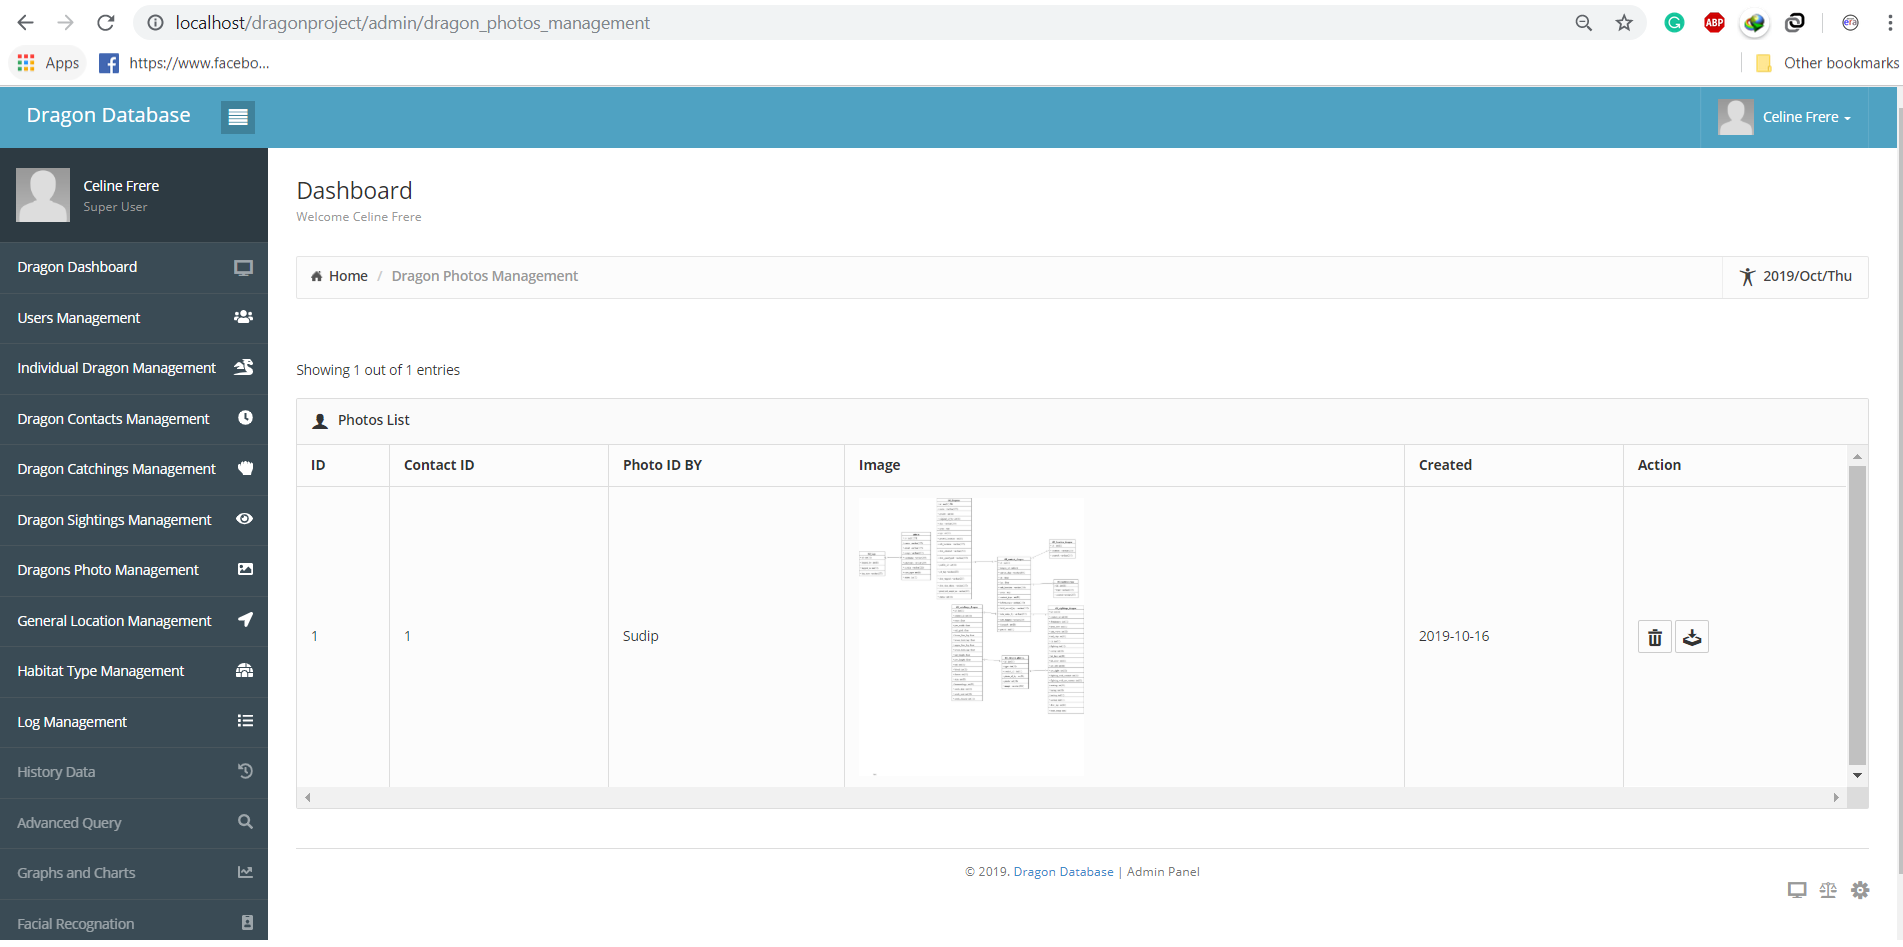 localhost/dragonproject/admin/dragon_photos_management
ABP
era
Apps
https://www.facebo...
Other bookmarks
Dragon Database
Celine Frere
Celine Frere
Super User
Dragon Dashboard
Users Management
Individual Dragon Management
Dragon Contacts Management
Dragon Catchings Management
Dragon Sightings Management
Dragons Photo Management
General Location Management
Habitat Type Management
Log Management
History Data
Advanced Query
Graphs and Charts
Facial Recognation
Dashboard
Welcome Celine Frere
Home / Dragon Photos Management
2019/Oct/Thu
Showing 1 out of 1 entries
Photos List
ID Contact ID Photo ID BY Image Created Action
1 1 Sudip 2019-10-16
© 2019. Dragon Database | Admin Panel